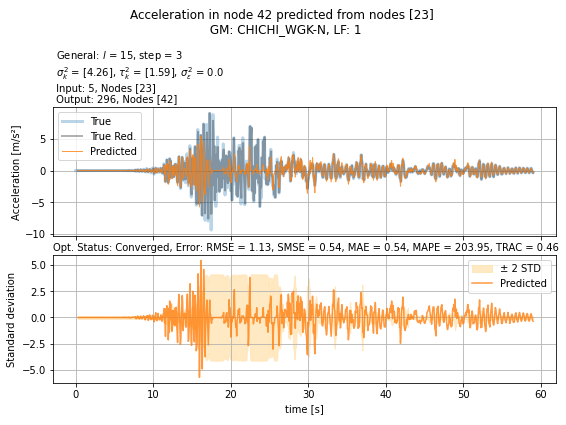 Acceleration in node 42 predicted from nodes [23]
GM: CHICHI_WGK-N, LF: 1
General: l = 15, step = 3
σ²ₖ = [4.26], τ²ₖ = [1.59], σ²ε = 0.0
Input: 5, Nodes [23]
Output: 296, Nodes [42]
True
True Red.
Predicted
Acceleration [m/s²]
5
0
−5
−10
Opt. Status: Converged, Error: RMSE = 1.13, SMSE = 0.54, MAE = 0.54, MAPE = 203.95, TRAC = 0.46
± 2 STD
Predicted
Standard deviation
5.0
2.5
0.0
−2.5
−5.0
0 10 20 30 40 50 60
time [s]